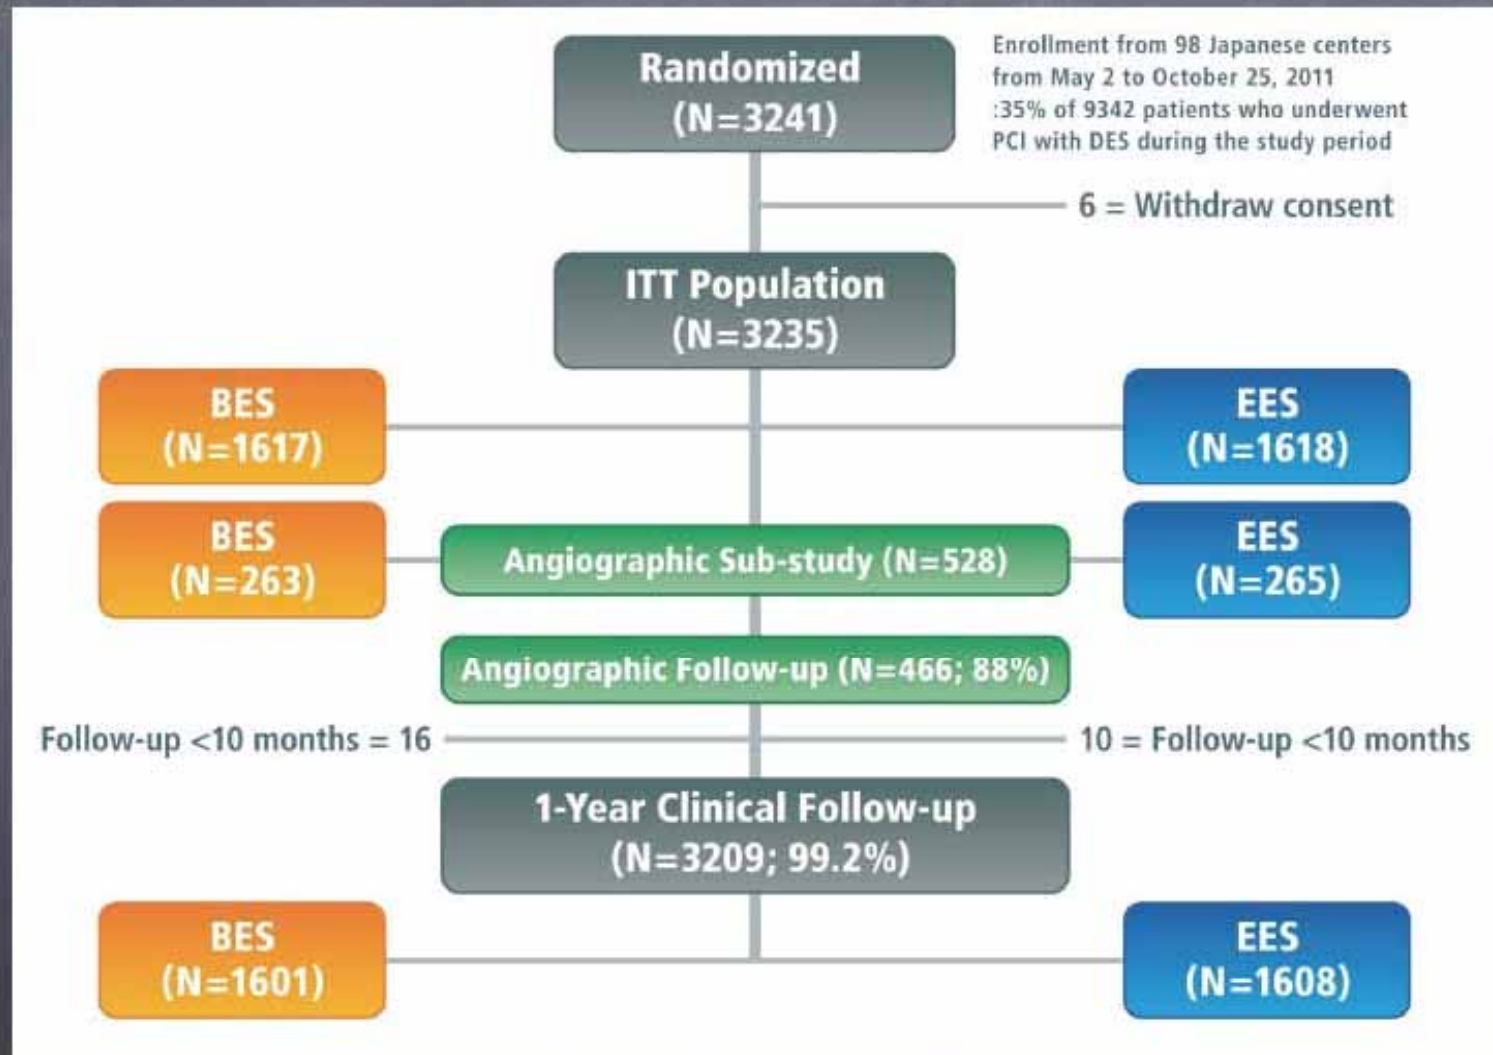 Randomized
(N=3241)
Enrollment from 98 Japanese centers
from May 2 to October 25, 2011
:35% of 9342 patients who underwent
PCI with DES during the study period
6 = Withdraw consent
ITT Population
(N=3235)
BES
(N=1617)
EES
(N=1618)
BES
(N=263)
Angiographic Sub-study (N=528)
EES
(N=265)
Angiographic Follow-up (N=466; 88%)
Follow-up <10 months = 16
10 = Follow-up <10 months
1-Year Clinical Follow-up
(N=3209; 99.2%)
BES
(N=1601)
EES
(N=1608)